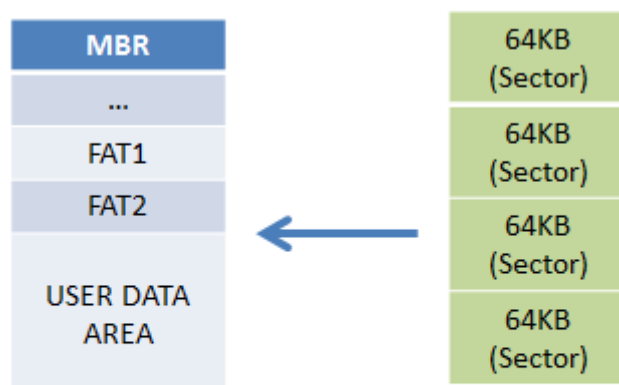 MBR
...
FAT1
FAT2
USER DATA
AREA
64KB
(Sector)
64KB
(Sector)
64KB
(Sector)
64KB
(Sector)